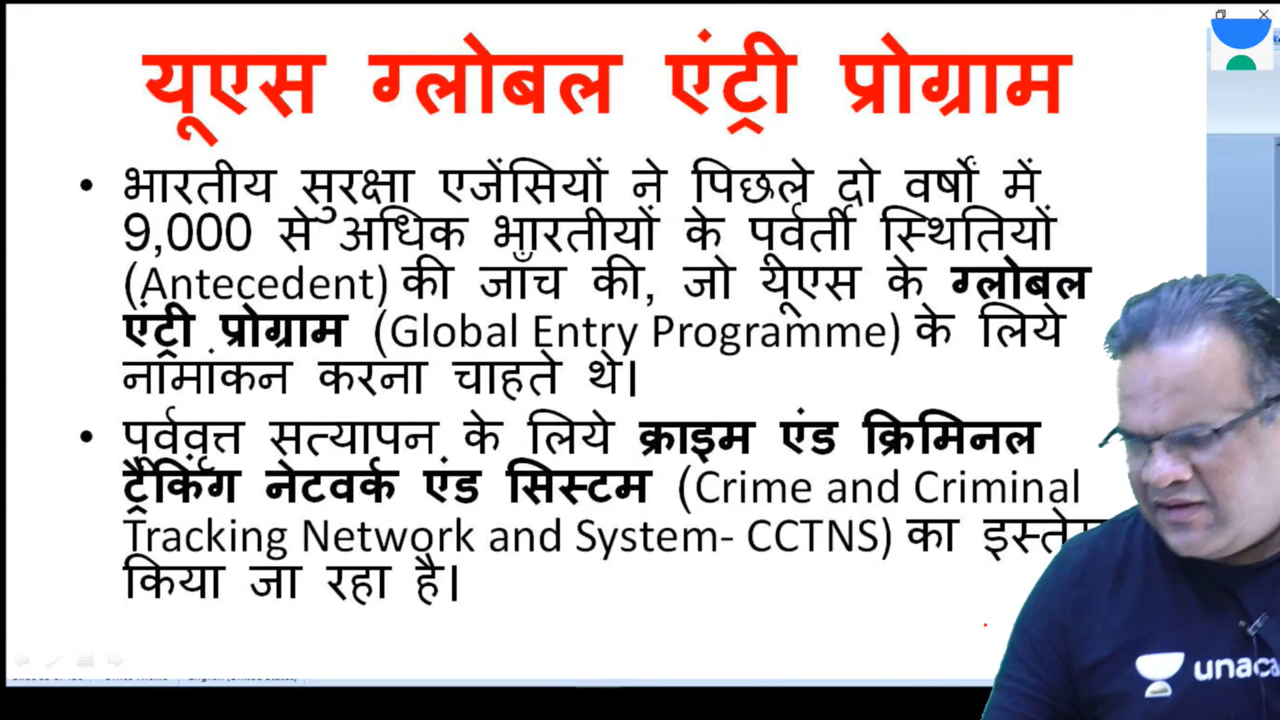 यूएस ग्लोबल एंट्री प्रोग्राम
• भारतीय सुरक्षा एजेंसियों ने पिछले दो वर्षों में
9,000 से अधिक भारतीयों के पूर्वर्ती स्थितियों
(Antecedent) की जाँच की, जो यूएस के ग्लोबल
एंट्री प्रोग्राम (Global Entry Programme) के लिये
नामांकन करना चाहते थे।
• पूर्ववृत्त सत्यापन के लिये क्राइम एंड क्रिमिनल
ट्रैकिंग नेटवर्क एंड सिस्टम (Crime and Criminal
Tracking Network and System- CCTNS) का
किया जा रहा है।